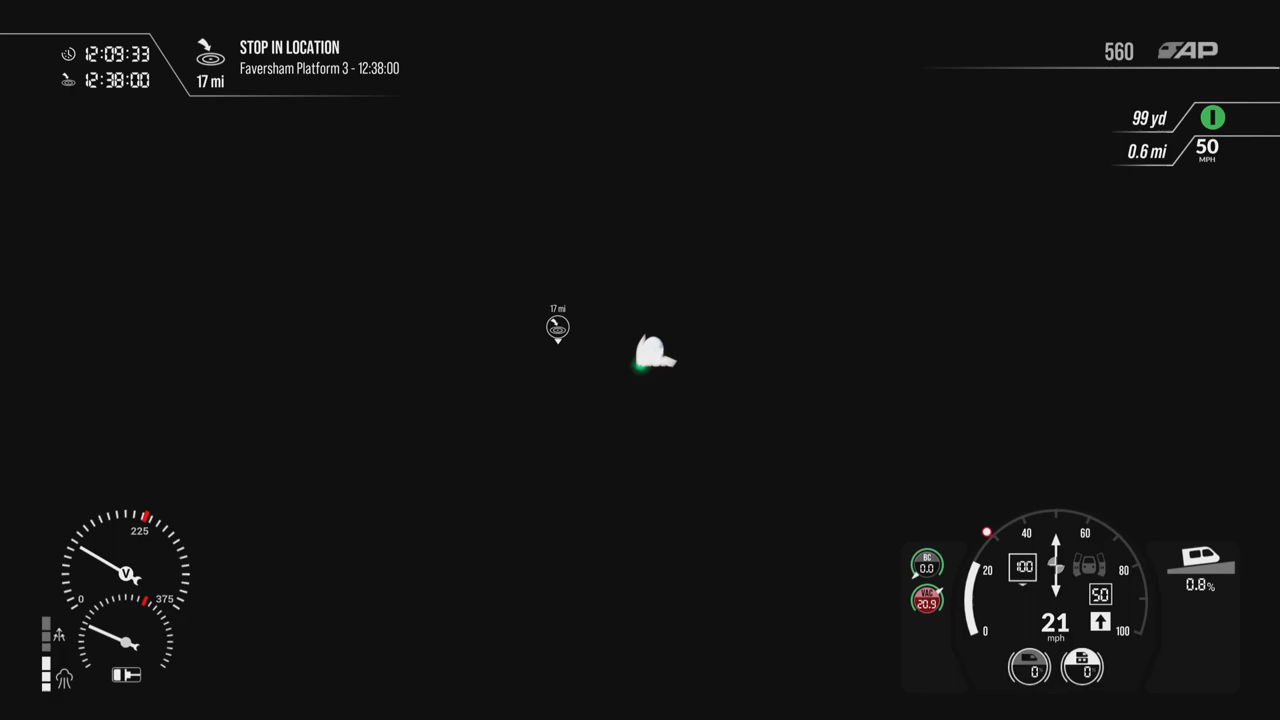 12:09:33
12:38:00
17 mi
STOP IN LOCATION
Faversham Platform 3 - 12:38:00
560 AP
99 yd
0.6 mi
50
MPH
17 mi
225
V
0
375
BC
0.0
VAC
20.9
40
60
20
80
100
50
0
100
21
mph
0%
0%
0.8%